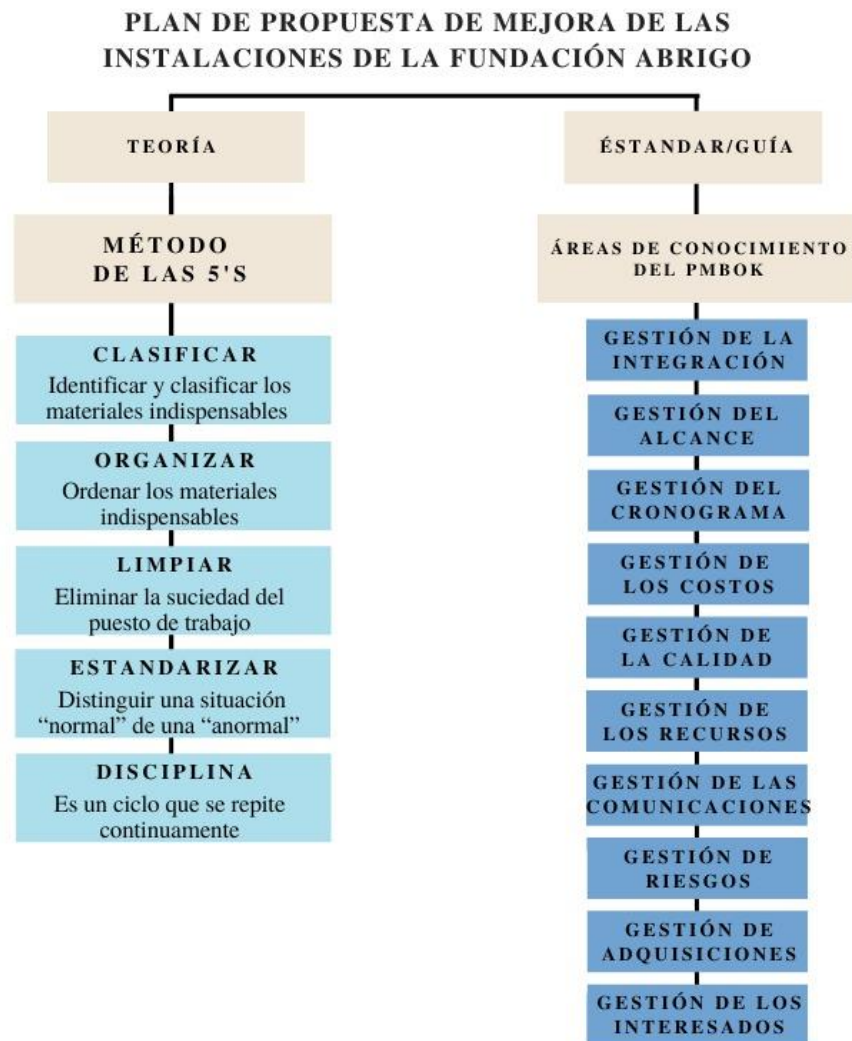 PLAN DE PROPUESTA DE MEJORA DE LAS
INSTALACIONES DE LA FUNDACIÓN ABRIGO
TEORÍA
MÉTODO
DE LAS 5'S
CLASIFICAR
Identificar y clasificar los
materiales indispensables
ORGANIZAR
Ordenar los materiales
indispensables
LIMPIAR
Eliminar la suciedad del
puesto de trabajo
ESTANDARIZAR
Distinguir una situación
“normal” de una “anormal”
DISCIPLINA
Es un ciclo que se repite
continuamente
ÉSTANDAR/GUÍA
ÁREAS DE CONOCIMIENTO
DEL PMBOK
GESTIÓN DE LA
INTEGRACIÓN
GESTIÓN DEL
ALCANCE
GESTIÓN DEL
CRONOGRAMA
GESTIÓN DE
LOS COSTOS
GESTIÓN DE
LA CALIDAD
GESTIÓN DE
LOS RECURSOS
GESTIÓN DE LAS
COMUNICACIONES
GESTIÓN DE
RIESGOS
GESTIÓN DE
ADQUISICIONES
GESTIÓN DE LOS
INTERESADOS